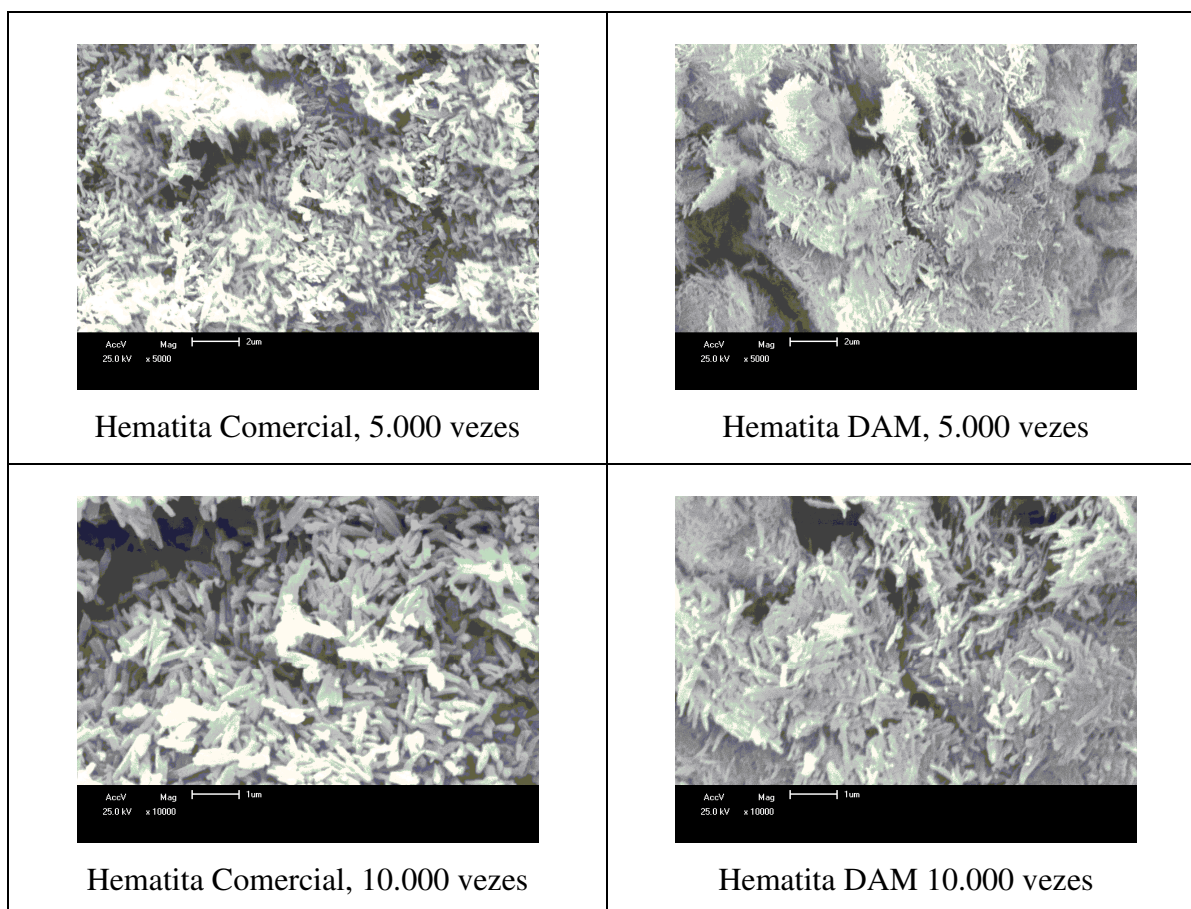 AccV Mag 2um
25.0 kV x 5000
Hematita Comercial, 5.000 vezes
AccV Mag 2um
25.0 kV x 5000
Hematita DAM, 5.000 vezes
AccV Mag 1um
25.0 kV x 10000
Hematita Comercial, 10.000 vezes
AccV Mag 1um
25.0 kV x 10000
Hematita DAM 10.000 vezes